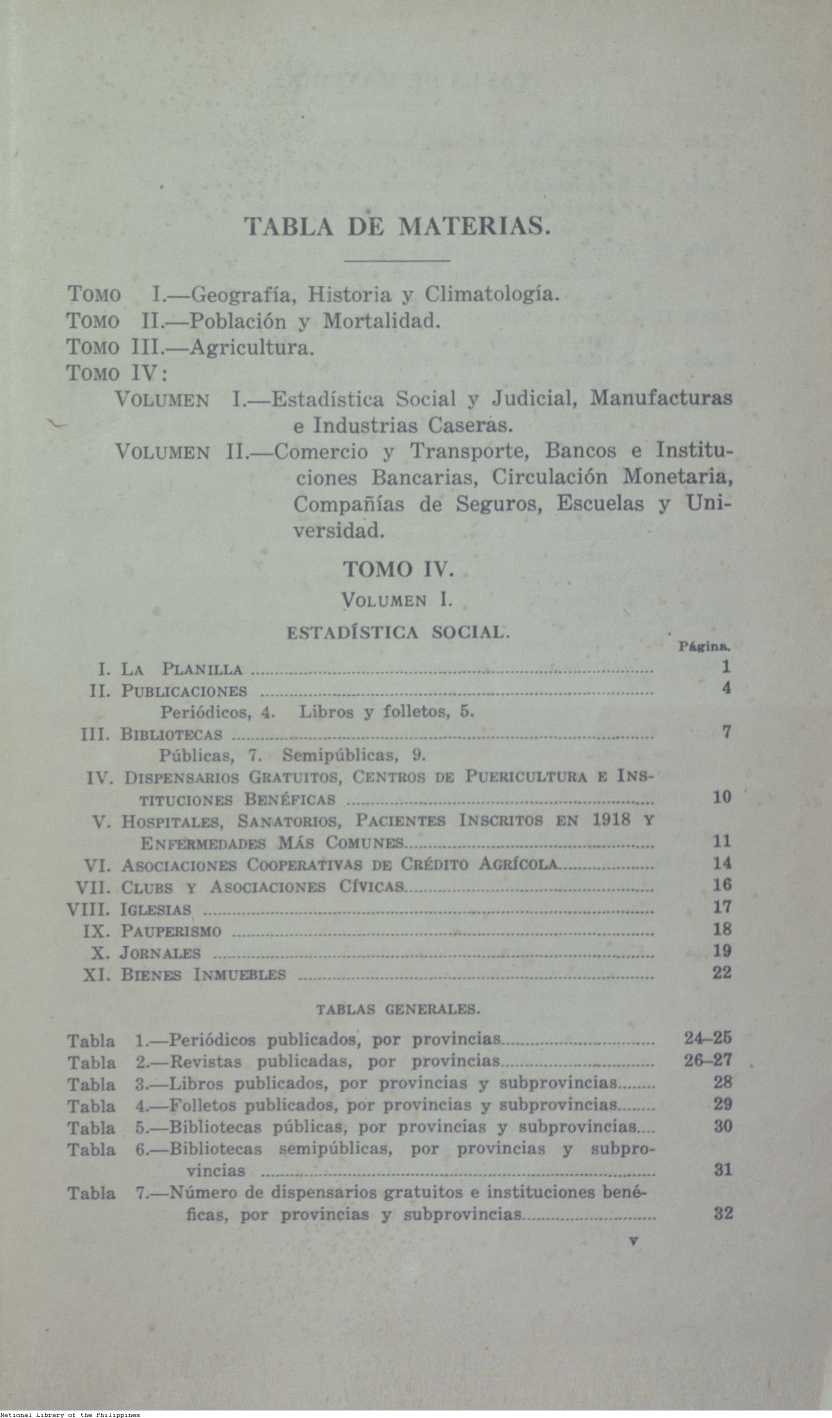 TABLA DE MATERIAS.
TOMO I.—Geografía, Historia y Climatología.
TOMO II.—Población y Mortalidad.
TOMO III.—Agricultura.
TOMO IV:
VOLUMEN I.—Estadística Social y Judicial, Manufacturas
e Industrias Caseras.
VOLUMEN II.—Comercio y Transporte, Bancos e Institu-
ciones Bancarias, Circulación Monetaria,
Compañías de Seguros, Escuelas y Uni-
versidad.
TOMO IV.
VOLUMEN I.
ESTADÍSTICA SOCIAL.
Página.
I. LA PLANILLA ........ 1
II. PUBLICACIONES ........ 4
Periódicos, 4. Libros y folletos, 5.
III. BIBLIOTECAS ........ 7
Públicas, 7. Semipúblicas, 9.
IV. DISPENSARIOS GRATUITOS, CENTROS DE PUERICULTURA E INS-
TITUCIONES BENÉFICAS ........ 10
V. HOSPITALES, SANATORIOS, PACIENTES INSCRITOS EN 1918 Y
ENFERMEDADES MÁS COMUNES........ 11
VI. ASOCIACIONES COOPERATIVAS DE CRÉDITO AGRÍCOLA........ 14
VII. CLUBS Y ASOCIACIONES CÍVICAS........ 16
VIII. IGLESIAS ........ 17
IX. PAUPERISMO ........ 18
X. JORNALES ........ 19
XI. BIENES INMUEBLES ........ 22
TABLAS GENERALES.
Tabla 1.—Periódicos publicados, por provincias........ 24–25
Tabla 2.—Revistas publicadas, por provincias........ 26–27
Tabla 3.—Libros publicados, por provincias y subprovincias........ 28
Tabla 4.—Folletos publicados, por provincias y subprovincias........ 29
Tabla 5.—Bibliotecas públicas, por provincias y subprovincias.... 30
Tabla 6.—Bibliotecas semipúblicas, por provincias y subpro-
vincias ........ 31
Tabla 7.—Número de dispensarios gratuitos e instituciones bené-
ficas, por provincias y subprovincias........ 32
v
National Library of the Philippines